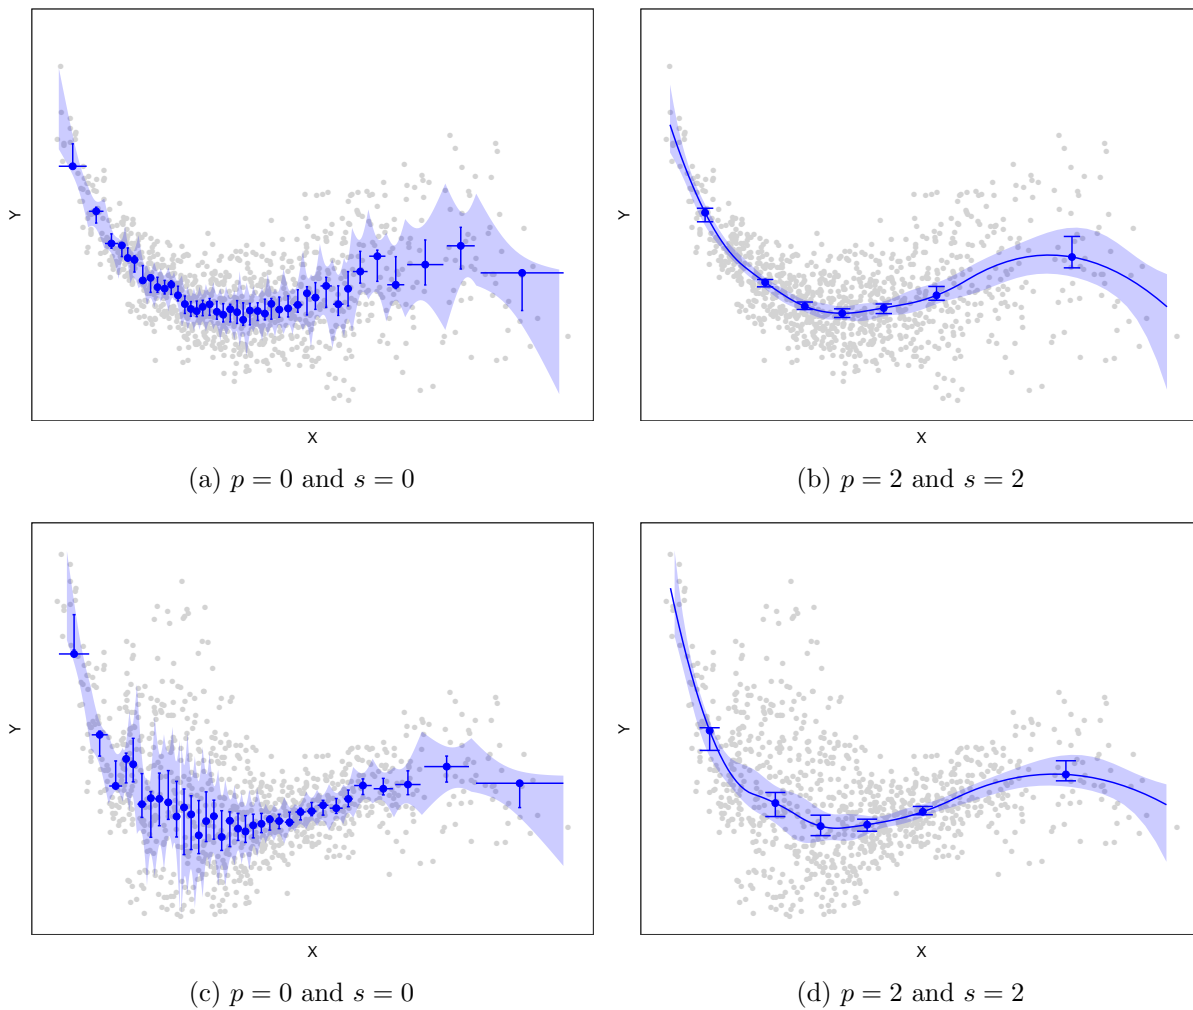 Y
Y
X
X
(a) p = 0 and s = 0
(b) p = 2 and s = 2
Y
Y
X
X
(c) p = 0 and s = 0
(d) p = 2 and s = 2